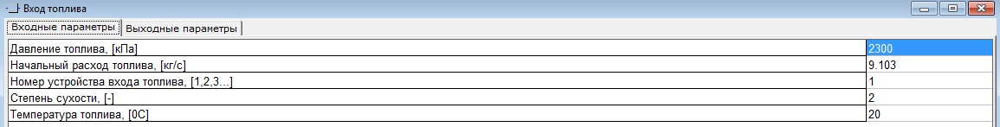 Вход топлива
Входные параметры Выходные параметры
Давление топлива, [кПа] 2300
Начальный расход топлива, [кг/с] 9.103
Номер устройства входа топлива, [1,2,3...] 1
Степень сухости, [-] 2
Температура топлива, [0C] 20